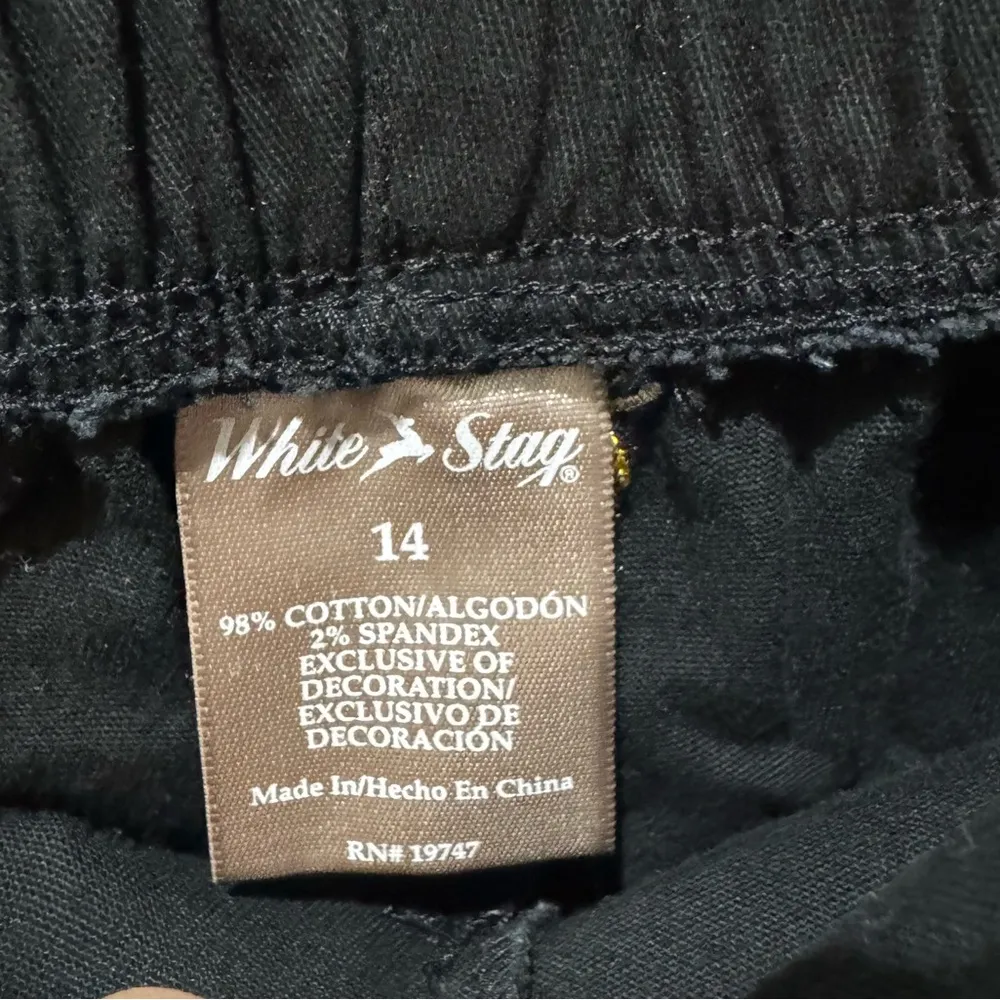 White Stag®
14
98% COTTON/ALGODÓN
2% SPANDEX
EXCLUSIVE OF
DECORATION/
EXCLUSIVO DE
DECORACIÓN
Made In/Hecho En China
RN# 19747